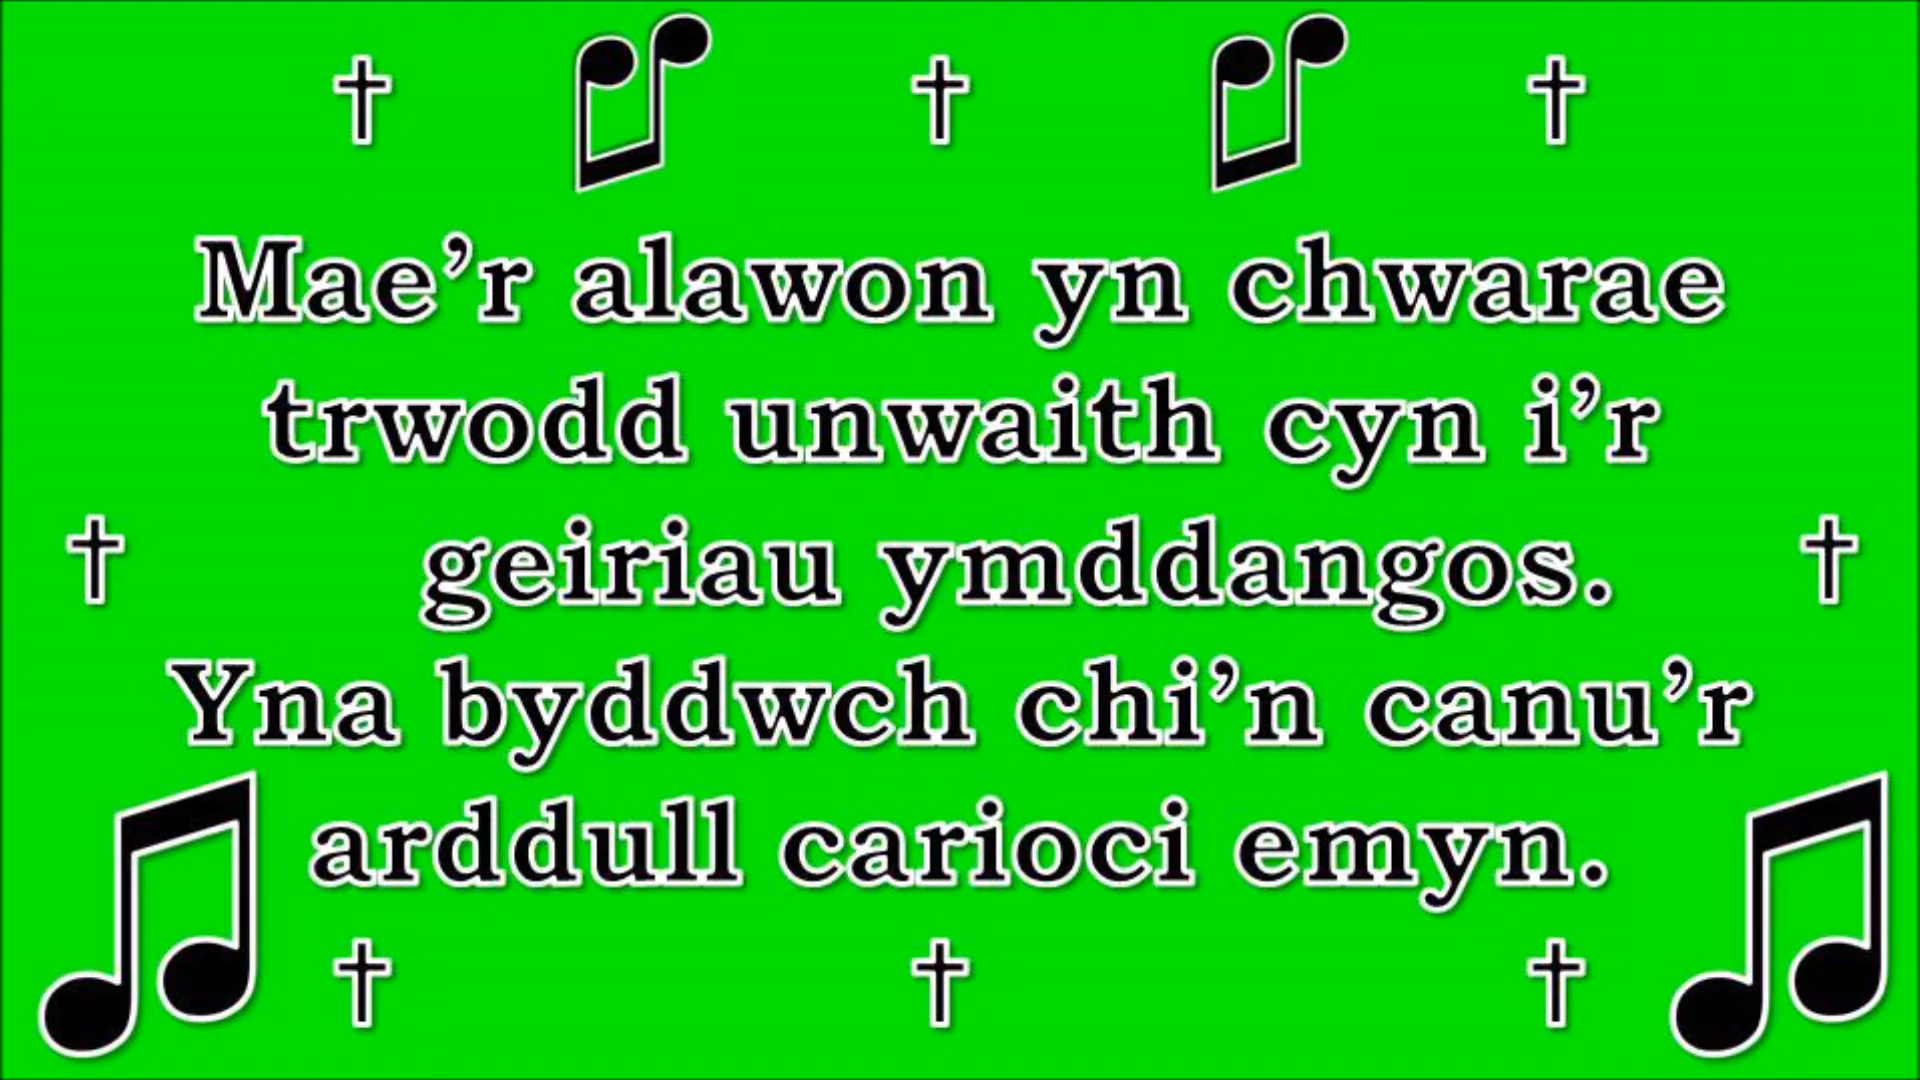 Mae’r alawon yn chwarae
trwodd unwaith cyn i’r
geiriau ymddangos.
Yna byddwch chi’n canu’r
arddull carioci emyn.